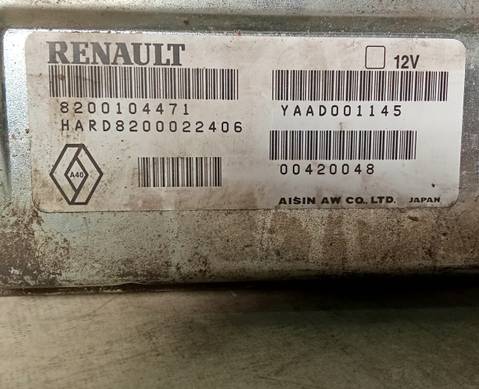 RENAULT
12V
8200104471
YAAD001145
HARD8200022406
A40
00420048
AISIN AW CO., LTD. JAPAN